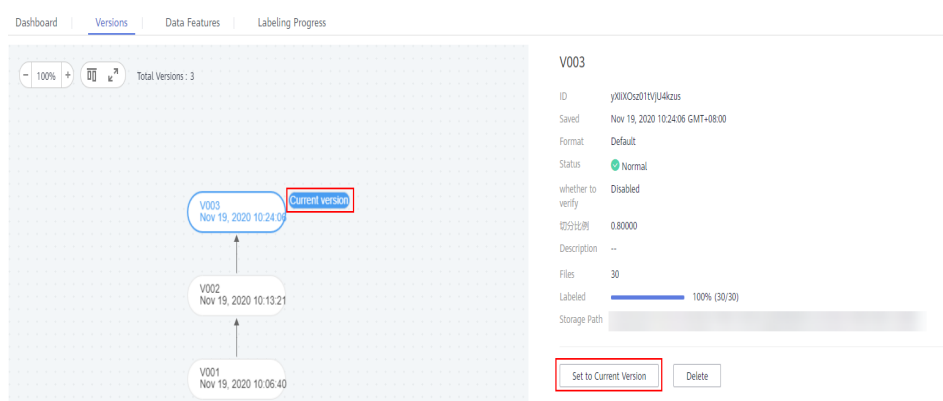 Dashboard Versions Data Features Labeling Progress
- 100% + Total Versions : 3
Current version
V003
Nov 19, 2020 10:24:06
V002
Nov 19, 2020 10:13:21
V001
Nov 19, 2020 10:06:40
V003
ID yXIiXOsz01tVjU4kzus
Saved Nov 19, 2020 10:24:06 GMT+08:00
Format Default
Status Normal
whether to Disabled
verify
切分比例 0.80000
Description --
Files 30
Labeled 100% (30/30)
Storage Path
Set to Current Version Delete